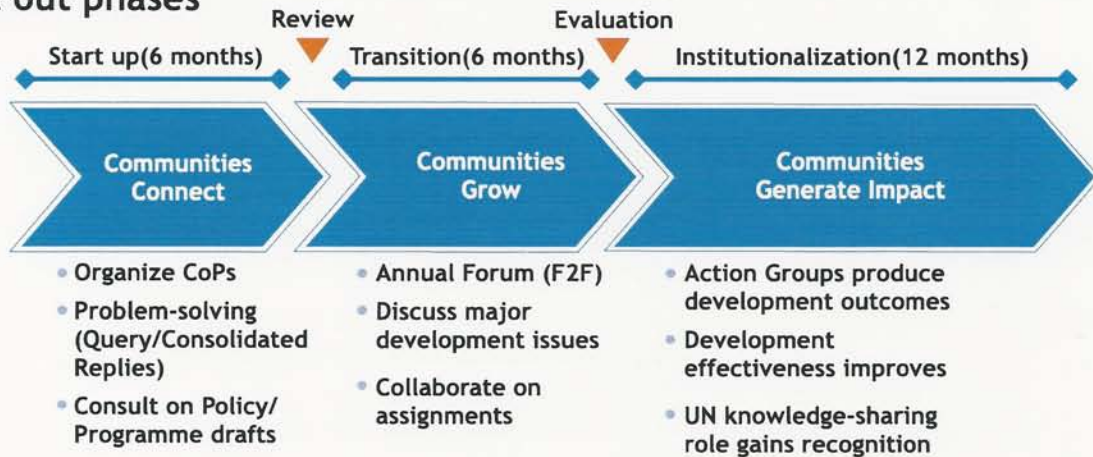 out phases
Review
Evaluation
Start up(6 months)
Transition(6 months)
Institutionalization(12 months)
Communities
Connect
Communities
Grow
Communities
Generate Impact
• Organize CoPs
• Problem-solving
(Query/Consolidated
Replies)
• Consult on Policy/
Programme drafts
• Annual Forum (F2F)
• Discuss major
development issues
• Collaborate on
assignments
• Action Groups produce
development outcomes
• Development
effectiveness improves
• UN knowledge-sharing
role gains recognition